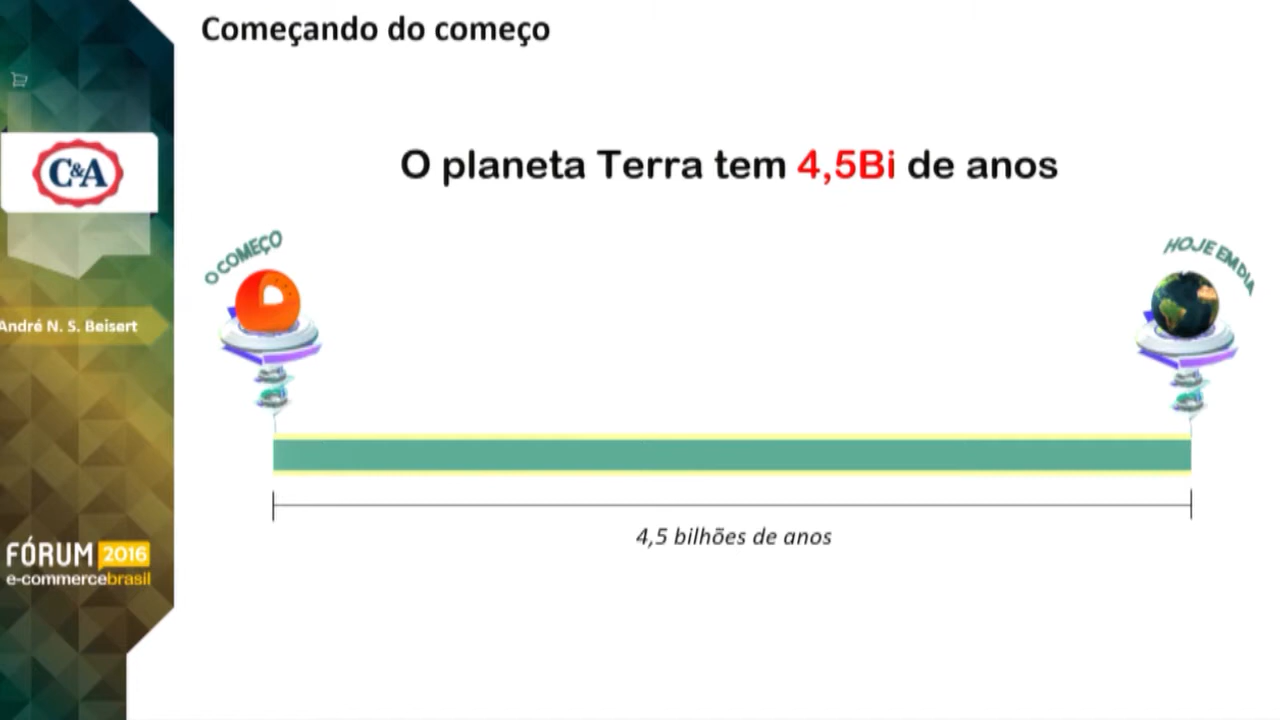 Começando do começo
C&A
O planeta Terra tem 4,5Bi de anos
O COMEÇO
HOJE EM DIA
André N. S. Beisert
4,5 bilhões de anos
FÓRUM 2016
e-commercebrasil